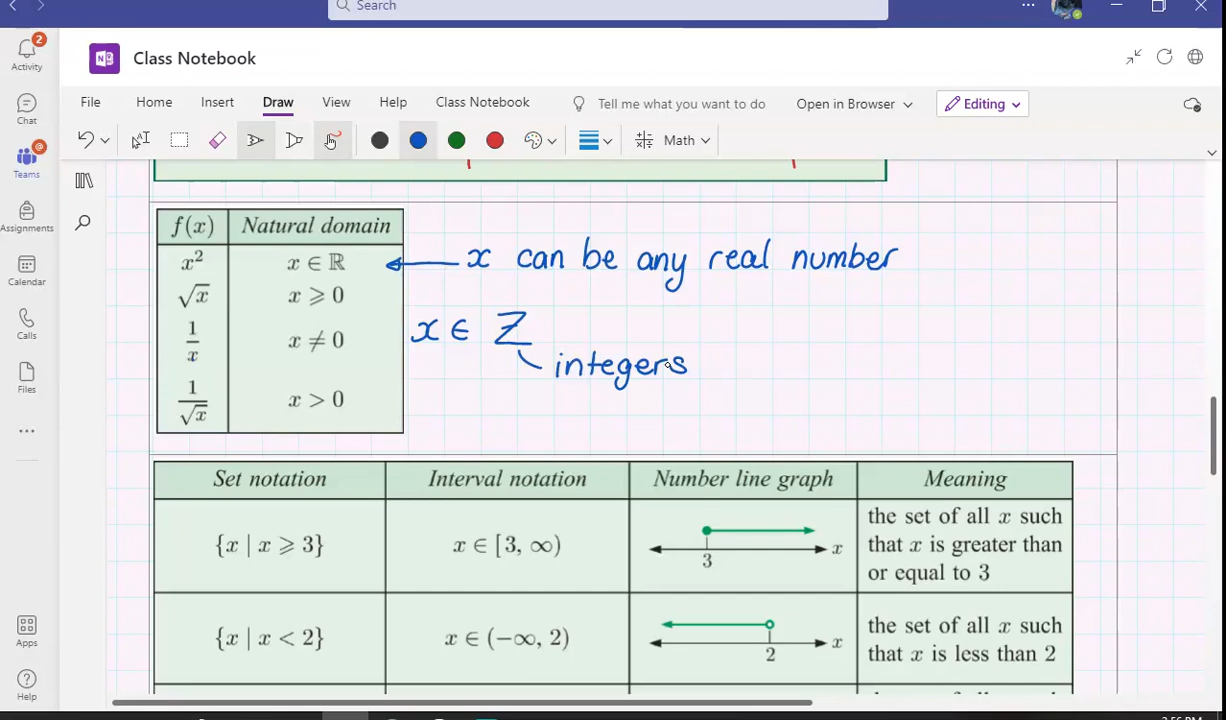 Search
Class Notebook
File Home Insert Draw View Help Class Notebook Tell me what you want to do Open in Browser Editing
Math
2
Activity
Chat
@
Teams
Assignments
Calendar
Calls
Files
Apps
Help
f(x) Natural domain
x² x ∈ ℝ
√x x ⩾ 0
1/x x ≠ 0
1/√x x > 0
x can be any real number
x ∈ Z
integers
Set notation Interval notation Number line graph Meaning
{x | x ⩾ 3} x ∈ [3, ∞) 3 x the set of all x such
that x is greater than
or equal to 3
{x | x < 2} x ∈ (−∞, 2) 2 x the set of all x such
that x is less than 2